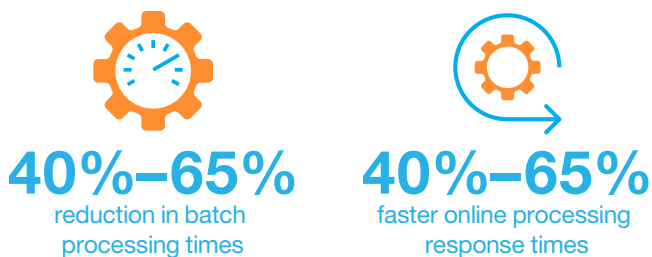 40%–65%
reduction in batch
processing times
40%–65%
faster online processing
response times